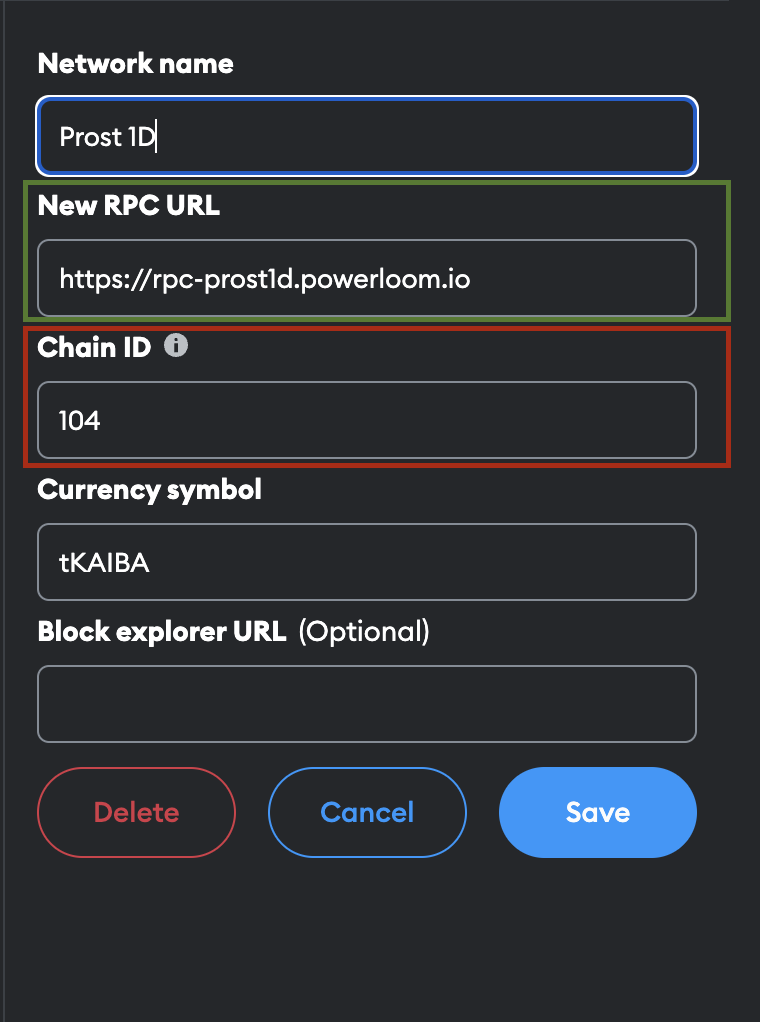 Network name
Prost 1D
New RPC URL
https://rpc-prost1d.powerloom.io
Chain ID
104
Currency symbol
tKAIBA
Block explorer URL (Optional)
Delete Cancel Save